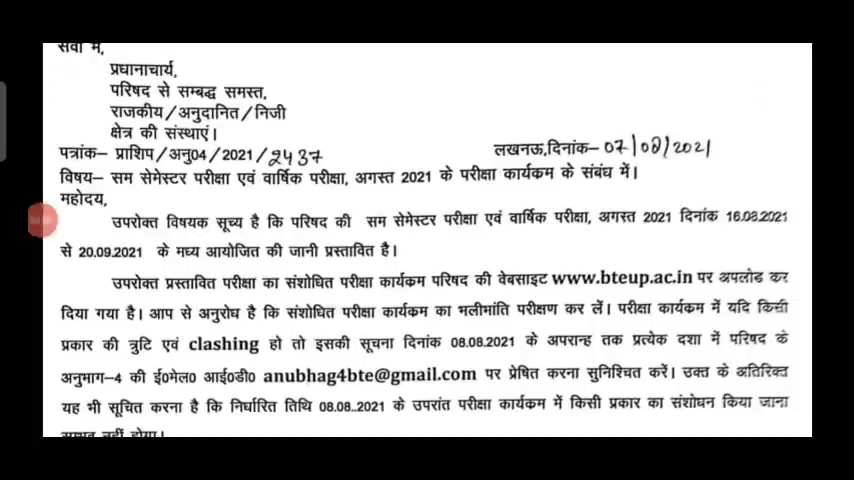 सेवा में,
प्रधानाचार्य,
परिषद से सम्बद्ध समस्त,
राजकीय/अनुदानित/निजी
क्षेत्र की संस्थाएं।
पत्रांक– प्राशिप/अनु04/2021/2437 लखनऊ,दिनांक– 07/08/2021
विषय– सम सेमेस्टर परीक्षा एवं वार्षिक परीक्षा, अगस्त 2021 के परीक्षा कार्यक्रम के संबंध में।
महोदय,
उपरोक्त विषयक सूच्य है कि परिषद की सम सेमेस्टर परीक्षा एवं वार्षिक परीक्षा, अगस्त 2021 दिनांक 16.08.2021
से 20.09.2021 के मध्य आयोजित की जानी प्रस्तावित है।
उपरोक्त प्रस्तावित परीक्षा का संशोधित परीक्षा कार्यक्रम परिषद की वेबसाइट www.bteup.ac.in पर अपलोड कर
दिया गया है। आप से अनुरोध है कि संशोधित परीक्षा कार्यक्रम का भलीभांति परीक्षण कर लें। परीक्षा कार्यक्रम में यदि किसी
प्रकार की त्रुटि एवं clashing हो तो इसकी सूचना दिनांक 08.08.2021 के अपरान्ह तक प्रत्येक दशा में परिषद के
अनुभाग-4 की ई0मेल0 आई0डी0 anubhag4bte@gmail.com पर प्रेषित करना सुनिश्चित करें। उक्त के अतिरिक्त
यह भी सूचित करना है कि निर्धारित तिथि 08.08..2021 के उपरांत परीक्षा कार्यक्रम में किसी प्रकार का संशोधन किया जाना
सम्भव नहीं होगा।